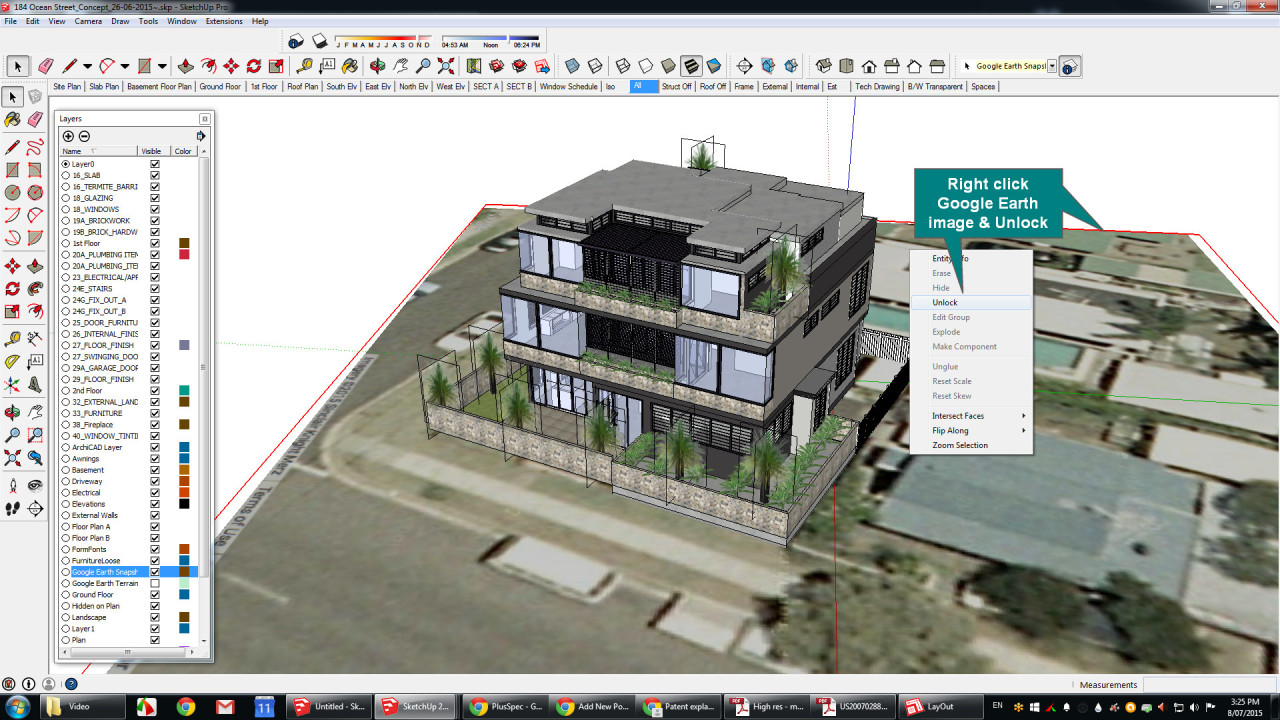 184 Ocean Street_Concept_26-06-2015~.skp - SketchUp Pro
File Edit View Camera Draw Tools Window Extensions Help
J F M A M J J A S O N D
04:53 AM Noon 06:24 PM
Google Earth Snapsl
Site Plan Slab Plan Basement Floor Plan Ground Floor 1st Floor Roof Plan South Elv East Elv North Elv West Elv SECT A SECT B Window Schedule Iso All Struct Off Roof Off Frame External Internal Est Tech Drawing B/W Transparent Spaces
Layers
Name Visible Color
Layer0
16_SLAB
16_TERMITE_BARRI
18_GLAZING
18_WINDOWS
19A_BRICKWORK
19B_BRICK_HARDW
1st Floor
20A_PLUMBING ITEM
20A_PLUMBING_ITE
23_ELECTRICAL/APF
24E_STAIRS
24G_FIX_OUT_A
24G_FIX_OUT_B
25_DOOR_FURNITU
26_INTERNAL_FINIS
27_FLOOR_FINISH
27_SWINGING_DOO
29A_GARAGE_DOOF
29_FLOOR_FINISH
2nd Floor
32_EXTERNAL_LAND
33_FURNITURE
38_Fireplace
40_WINDOW_TINTI
ArchiCAD Layer
Awnings
Basement
Driveway
Electrical
Elevations
External Walls
Floor Plan A
Floor Plan B
FormFonts
FurnitureLoose
Google Earth Snapsh
Google Earth Terrain
Ground Floor
Hidden on Plan
Landscape
Layer1
Plan
Right click
Google Earth
image & Unlock
Entity Info
Erase
Hide
Unlock
Edit Group
Explode
Make Component
Unglue
Reset Scale
Reset Skew
Intersect Faces
Flip Along
Zoom Selection
Terms of Use
Measurements
Video
Untitled - Sk...
SketchUp 2...
PlusSpec - G...
Add New Po...
Patent expla...
High res - m...
US20070288...
LayOut
EN
3:25 PM
8/07/2015
11